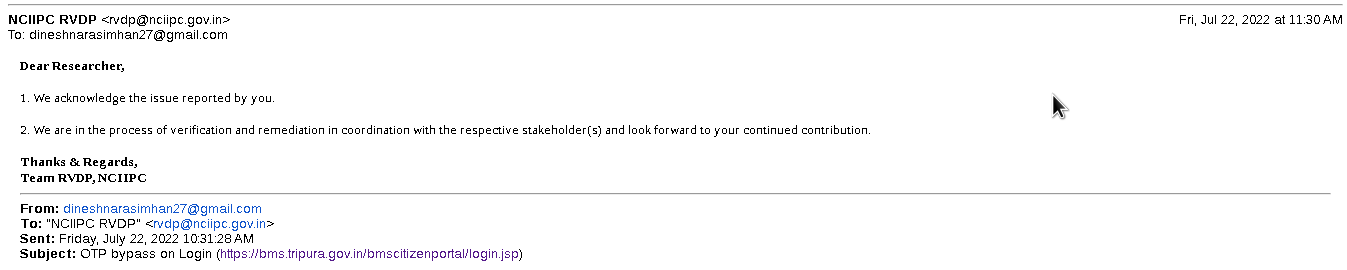 NCIIPC RVDP <rvdp@nciipc.gov.in> Fri, Jul 22, 2022 at 11:30 AM
To: dineshnarasimhan27@gmail.com
Dear Researcher,
1. We acknowledge the issue reported by you.
2. We are in the process of verification and remediation in coordination with the respective stakeholder(s) and look forward to your continued contribution.
Thanks & Regards,
Team RVDP, NCIIPC
From: dineshnarasimhan27@gmail.com
To: "NCIIPC RVDP" <rvdp@nciipc.gov.in>
Sent: Friday, July 22, 2022 10:31:28 AM
Subject: OTP bypass on Login (https://bms.tripura.gov.in/bmscitizenportal/login.jsp)